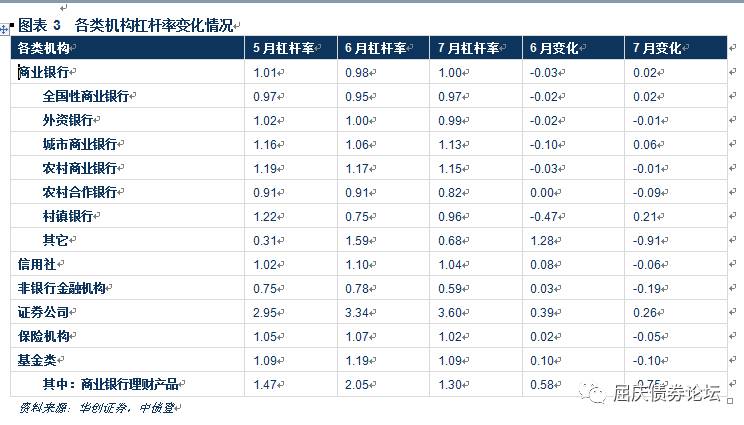 图表 3 各类机构杠杆率变化情况
各类机构 5 月杠杆率 6 月杠杆率 7 月杠杆率 6 月变化 7 月变化
商业银行 1.01 0.98 1.00 -0.03 0.02
全国性商业银行 0.97 0.95 0.97 -0.02 0.02
外资银行 1.02 1.00 0.99 -0.02 -0.01
城市商业银行 1.16 1.06 1.13 -0.10 0.06
农村商业银行 1.19 1.17 1.15 -0.03 -0.01
农村合作银行 0.91 0.91 0.82 0.00 -0.09
村镇银行 1.22 0.75 0.96 -0.47 0.21
其它 0.31 1.59 0.68 1.28 -0.91
信用社 1.02 1.10 1.04 0.08 -0.06
非银行金融机构 0.75 0.78 0.59 0.03 -0.19
证券公司 2.95 3.34 3.60 0.39 0.26
保险机构 1.05 1.07 1.02 0.02 -0.05
基金类 1.09 1.19 1.09 0.10 -0.10
其中：商业银行理财产品 1.47 2.05 1.30 0.58 -0.75
资料来源：华创证券，中债登
屈庆债券论坛